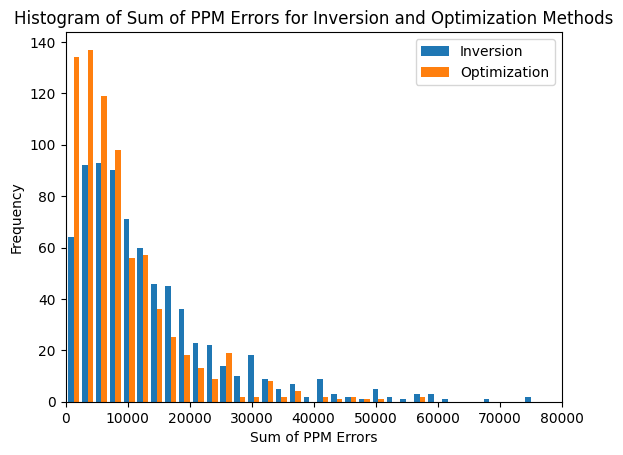 Histogram of Sum of PPM Errors for Inversion and Optimization Methods
Inversion
Optimization
Frequency
140
120
100
80
60
40
20
0
0 10000 20000 30000 40000 50000 60000 70000 80000
Sum of PPM Errors